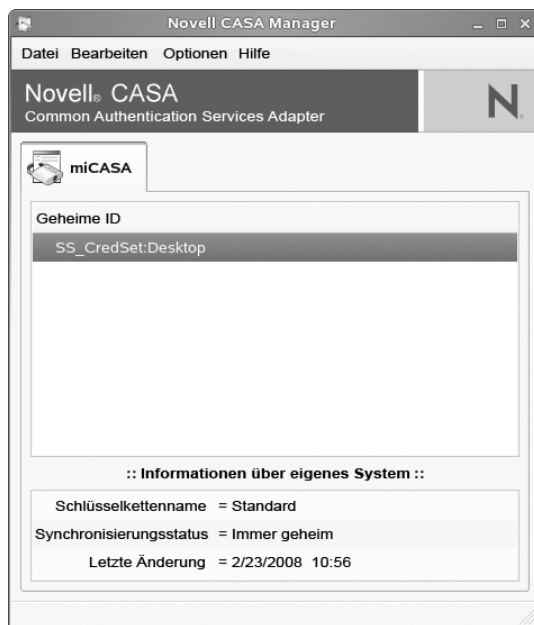 Novell CASA Manager
Datei Bearbeiten Optionen Hilfe
Novell® CASA
Common Authentication Services Adapter
N®
miCASA
Geheime ID
SS_CredSet:Desktop
:: Informationen über eigenes System ::
Schlüsselkettenname = Standard
Synchronisierungsstatus = Immer geheim
Letzte Änderung = 2/23/2008 10:56